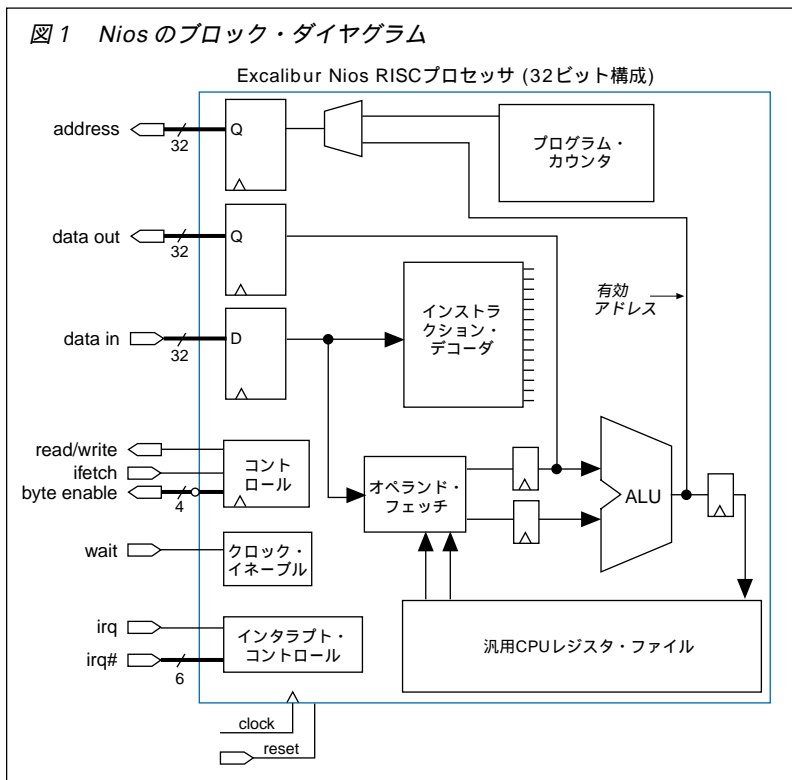 図1 Niosのブロック・ダイヤグラム
Excalibur Nios RISCプロセッサ (32ビット構成)
address
32
Q
プログラム・
カウンタ
data out
32
Q
data in
32
D
インストラ
クション・
デコーダ
有効
アドレス
read/write
ifetch
byte enable
4
コント
ロール
オペランド・
フェッチ
ALU
wait
クロック・
イネーブル
irq
irq#
6
インタラプト・
コントロール
汎用CPUレジスタ・ファイル
clock
reset